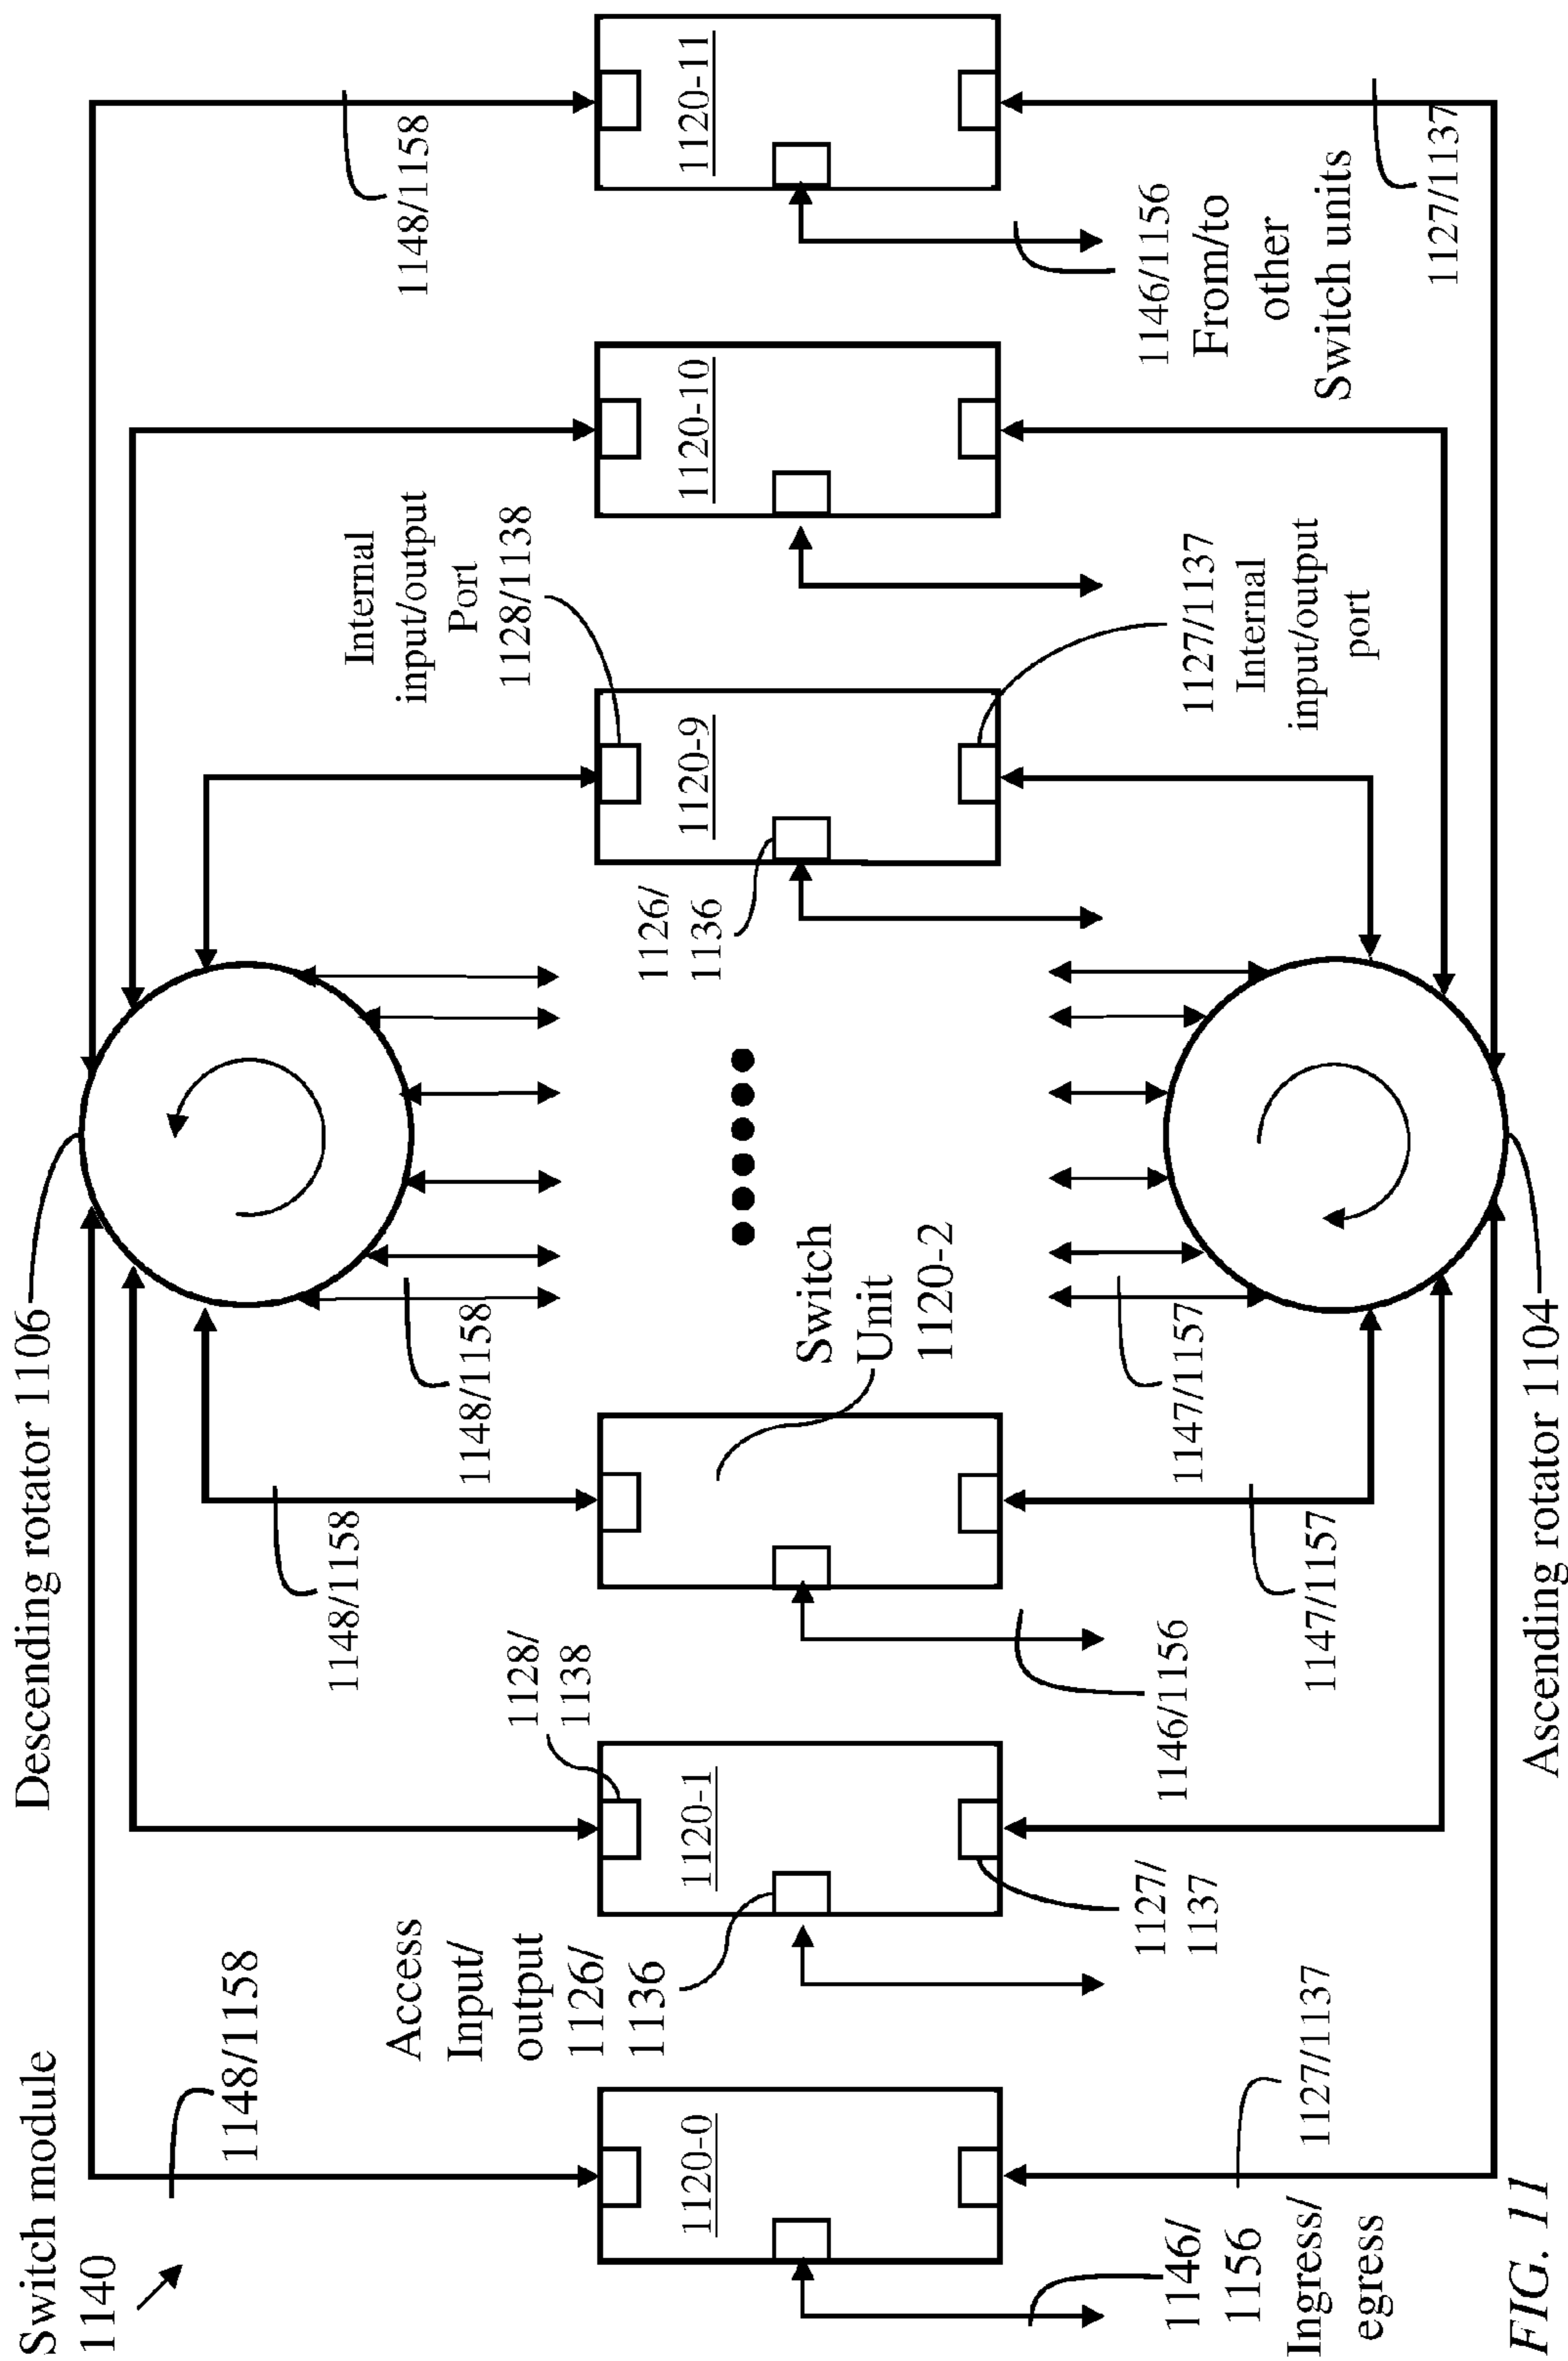 Switch module
1140
Descending rotator 1106
1148/1158
1148/1158
1148/1158
1148/1158
Access
Input/
output
1126/
1136
1128/
1138
Internal
input/output
Port
1128/1138
1126/
1136
1120-0
1120-1
Switch
Unit
1120-2
1120-9
1120-10
1120-11
1146/
1156
Ingress/
egress
1127/1137
1127/
1137
1146/1156
1147/1157
1147/1157
1127/1137
Internal
input/output
port
1146/1156
From/to
other
Switch units
1127/1137
Ascending rotator 1104
FIG. 11